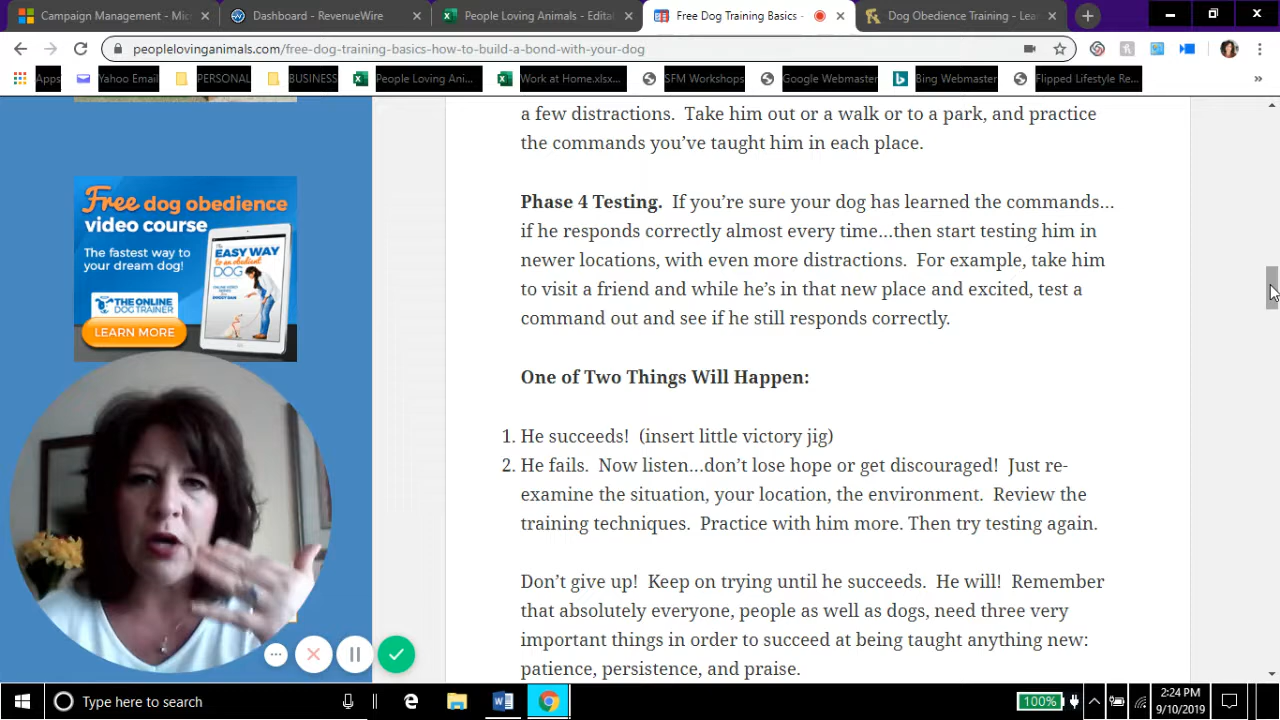 Campaign Management - Mic
Dashboard - RevenueWire
People Loving Animals - Edital
Free Dog Training Basics -
Dog Obedience Training - Lea
peoplelovinganimals.com/free-dog-training-basics-how-to-build-a-bond-with-your-dog
Apps
Yahoo Email
PERSONAL
BUSINESS
People Loving Ani...
Work at Home.xlsx...
SFM Workshops
Google Webmaster
Bing Webmaster
Flipped Lifestyle Re...
»
a few distractions. Take him out or a walk or to a park, and practice
the commands you've taught him in each place.
Free dog obedience
video course
The fastest way to
your dream dog!
THE ONLINE
DOG TRAINER
LEARN MORE
EASY WAY
to an obedient
DOG
Phase 4 Testing. If you're sure your dog has learned the commands…
if he responds correctly almost every time…then start testing him in
newer locations, with even more distractions. For example, take him
to visit a friend and while he's in that new place and excited, test a
command out and see if he still responds correctly.
One of Two Things Will Happen:
1. He succeeds! (insert little victory jig)
2. He fails. Now listen…don't lose hope or get discouraged! Just re-
examine the situation, your location, the environment. Review the
training techniques. Practice with him more. Then try testing again.
Don't give up! Keep on trying until he succeeds. He will! Remember
that absolutely everyone, people as well as dogs, need three very
important things in order to succeed at being taught anything new:
patience, persistence, and praise.
Type here to search
100%
2:24 PM
9/10/2019